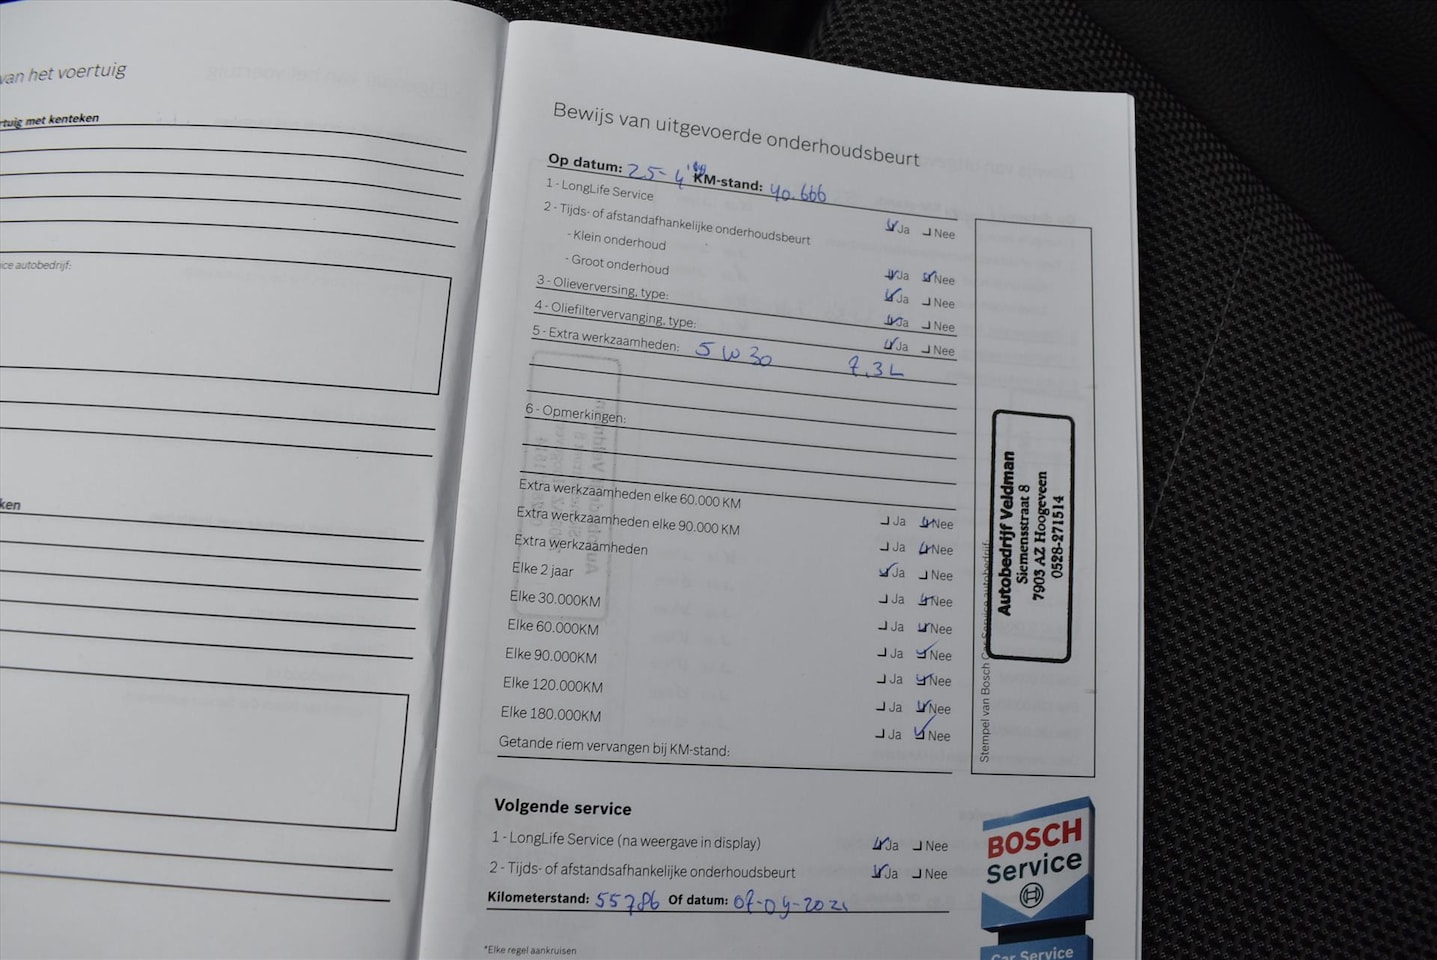 van het voertuig
rtuig met kenteken
ice autobedrijf:
ken
Bewijs van uitgevoerde onderhoudsbeurt
Op datum: 25-4 KM-stand: 40.666
1 - LongLife Service
Ja Nee
2 - Tijds- of afstandafhankelijke onderhoudsbeurt
- Klein onderhoud
Ja Nee
- Groot onderhoud
Ja Nee
3 - Olieverversing, type:
Ja Nee
4 - Oliefiltervervanging, type:
Ja Nee
5 - Extra werkzaamheden: 5W30 7.3L
6 - Opmerkingen:
Extra werkzaamheden elke 60.000 KM
Ja Nee
Extra werkzaamheden elke 90.000 KM
Ja Nee
Extra werkzaamheden
Ja Nee
Elke 2 jaar
Ja Nee
Elke 30.000KM
Ja Nee
Elke 60.000KM
Ja Nee
Elke 90.000KM
Ja Nee
Elke 120.000KM
Ja Nee
Elke 180.000KM
Ja Nee
Getande riem vervangen bij KM-stand:
Stempel van Bosch Car Service autobedrijf:
Autobedrijf Veldman
Siemensstraat 8
7903 AZ Hoogeveen
0528-271514
Volgende service
1 - LongLife Service (na weergave in display) Ja Nee
2 - Tijds- of afstandsafhankelijke onderhoudsbeurt Ja Nee
Kilometerstand: 55786 Of datum: 07-09-2021
*Elke regel aankruisen
BOSCH
Service
Car Service